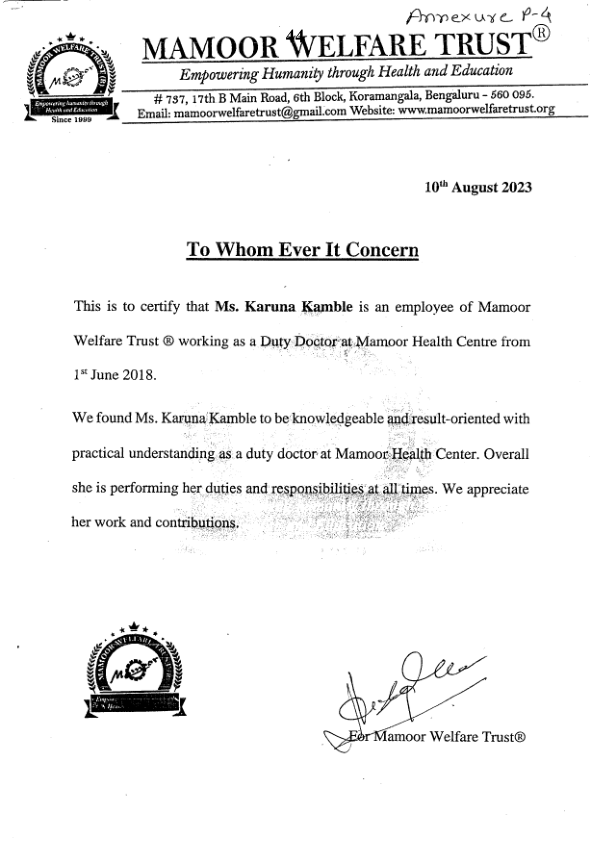 Annexure P-4
44
MAMOOR WELFARE TRUST®
Empowering Humanity through Health and Education
# 737, 17th B Main Road, 6th Block, Koramangala, Bengaluru - 560 095.
Email: mamoorwelfaretrust@gmail.com Website: www.mamoorwelfaretrust.org
MAMOOR WELFARE TRUST (R)
Mamoor
Empowering humanity through
Health and Education
Since 1999
10th August 2023
To Whom Ever It Concern
This is to certify that Ms. Karuna Kamble is an employee of Mamoor
Welfare Trust ® working as a Duty Doctor at Mamoor Health Centre from
1st June 2018.
We found Ms. Karuna Kamble to be knowledgeable and result-oriented with
practical understanding as a duty doctor at Mamoor Health Center. Overall
she is performing her duties and responsibilities at all times. We appreciate
her work and contributions.
MAMOOR WELFARE TRUST
Mamoor
For Mamoor Welfare Trust®